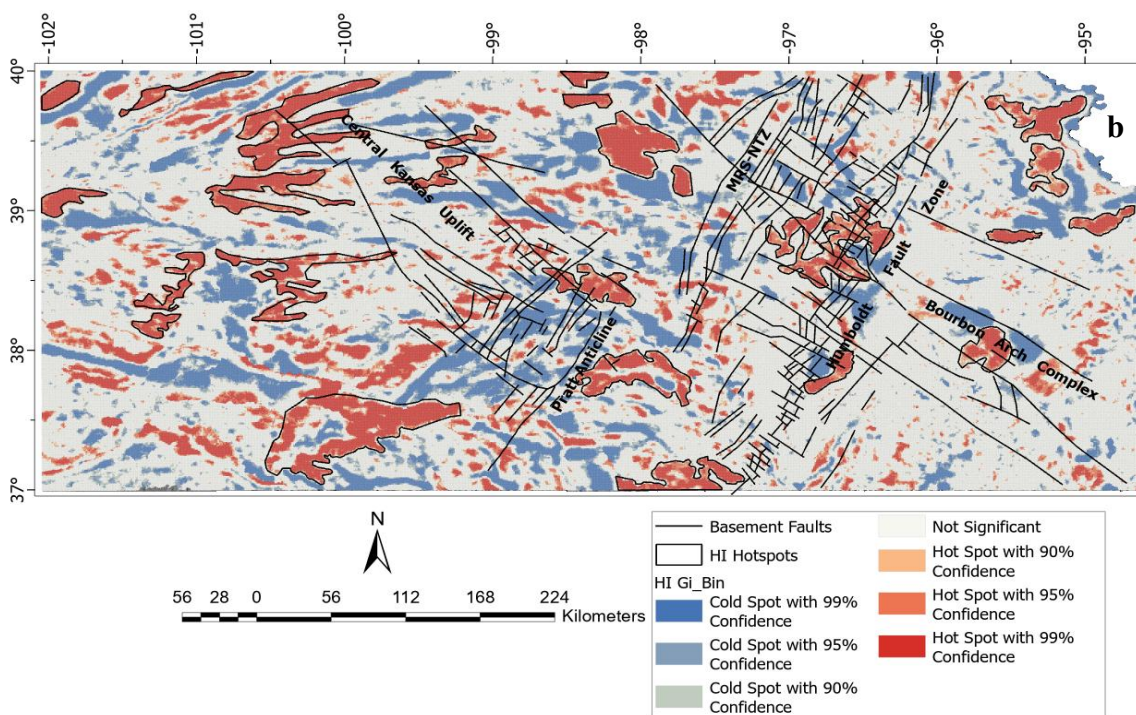 -102°
-101°
-100°
-99°
-98°
-97°
-96°
-95°
40°
39°
38°
37°
b
Central Kansas Uplift
MRS-NTZ
Humboldt Fault Zone
Bourbon Arch Complex
Pratt Anticline
N
56 28 0 56 112 168 224
Kilometers
Basement Faults
HI Hotspots
HI Gi_Bin
Cold Spot with 99%
Confidence
Cold Spot with 95%
Confidence
Cold Spot with 90%
Confidence
Not Significant
Hot Spot with 90%
Confidence
Hot Spot with 95%
Confidence
Hot Spot with 99%
Confidence